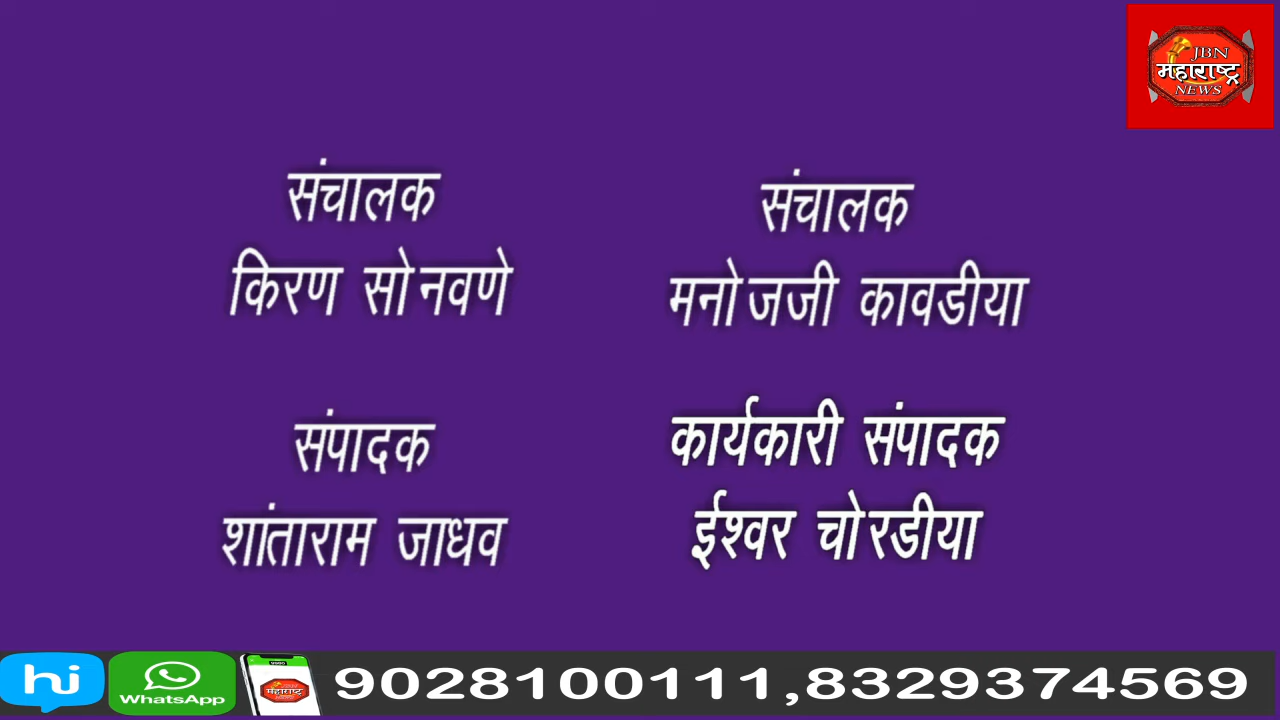 JBN
महाराष्ट्र
NEWS
संचालक
किरण सोनवणे
संचालक
मनोजजी कावडीया
संपादक
शांताराम जाधव
कार्यकारी संपादक
ईश्वर चोरडीया
hi
WhatsApp
महाराष्ट्र
9028100111,8329374569